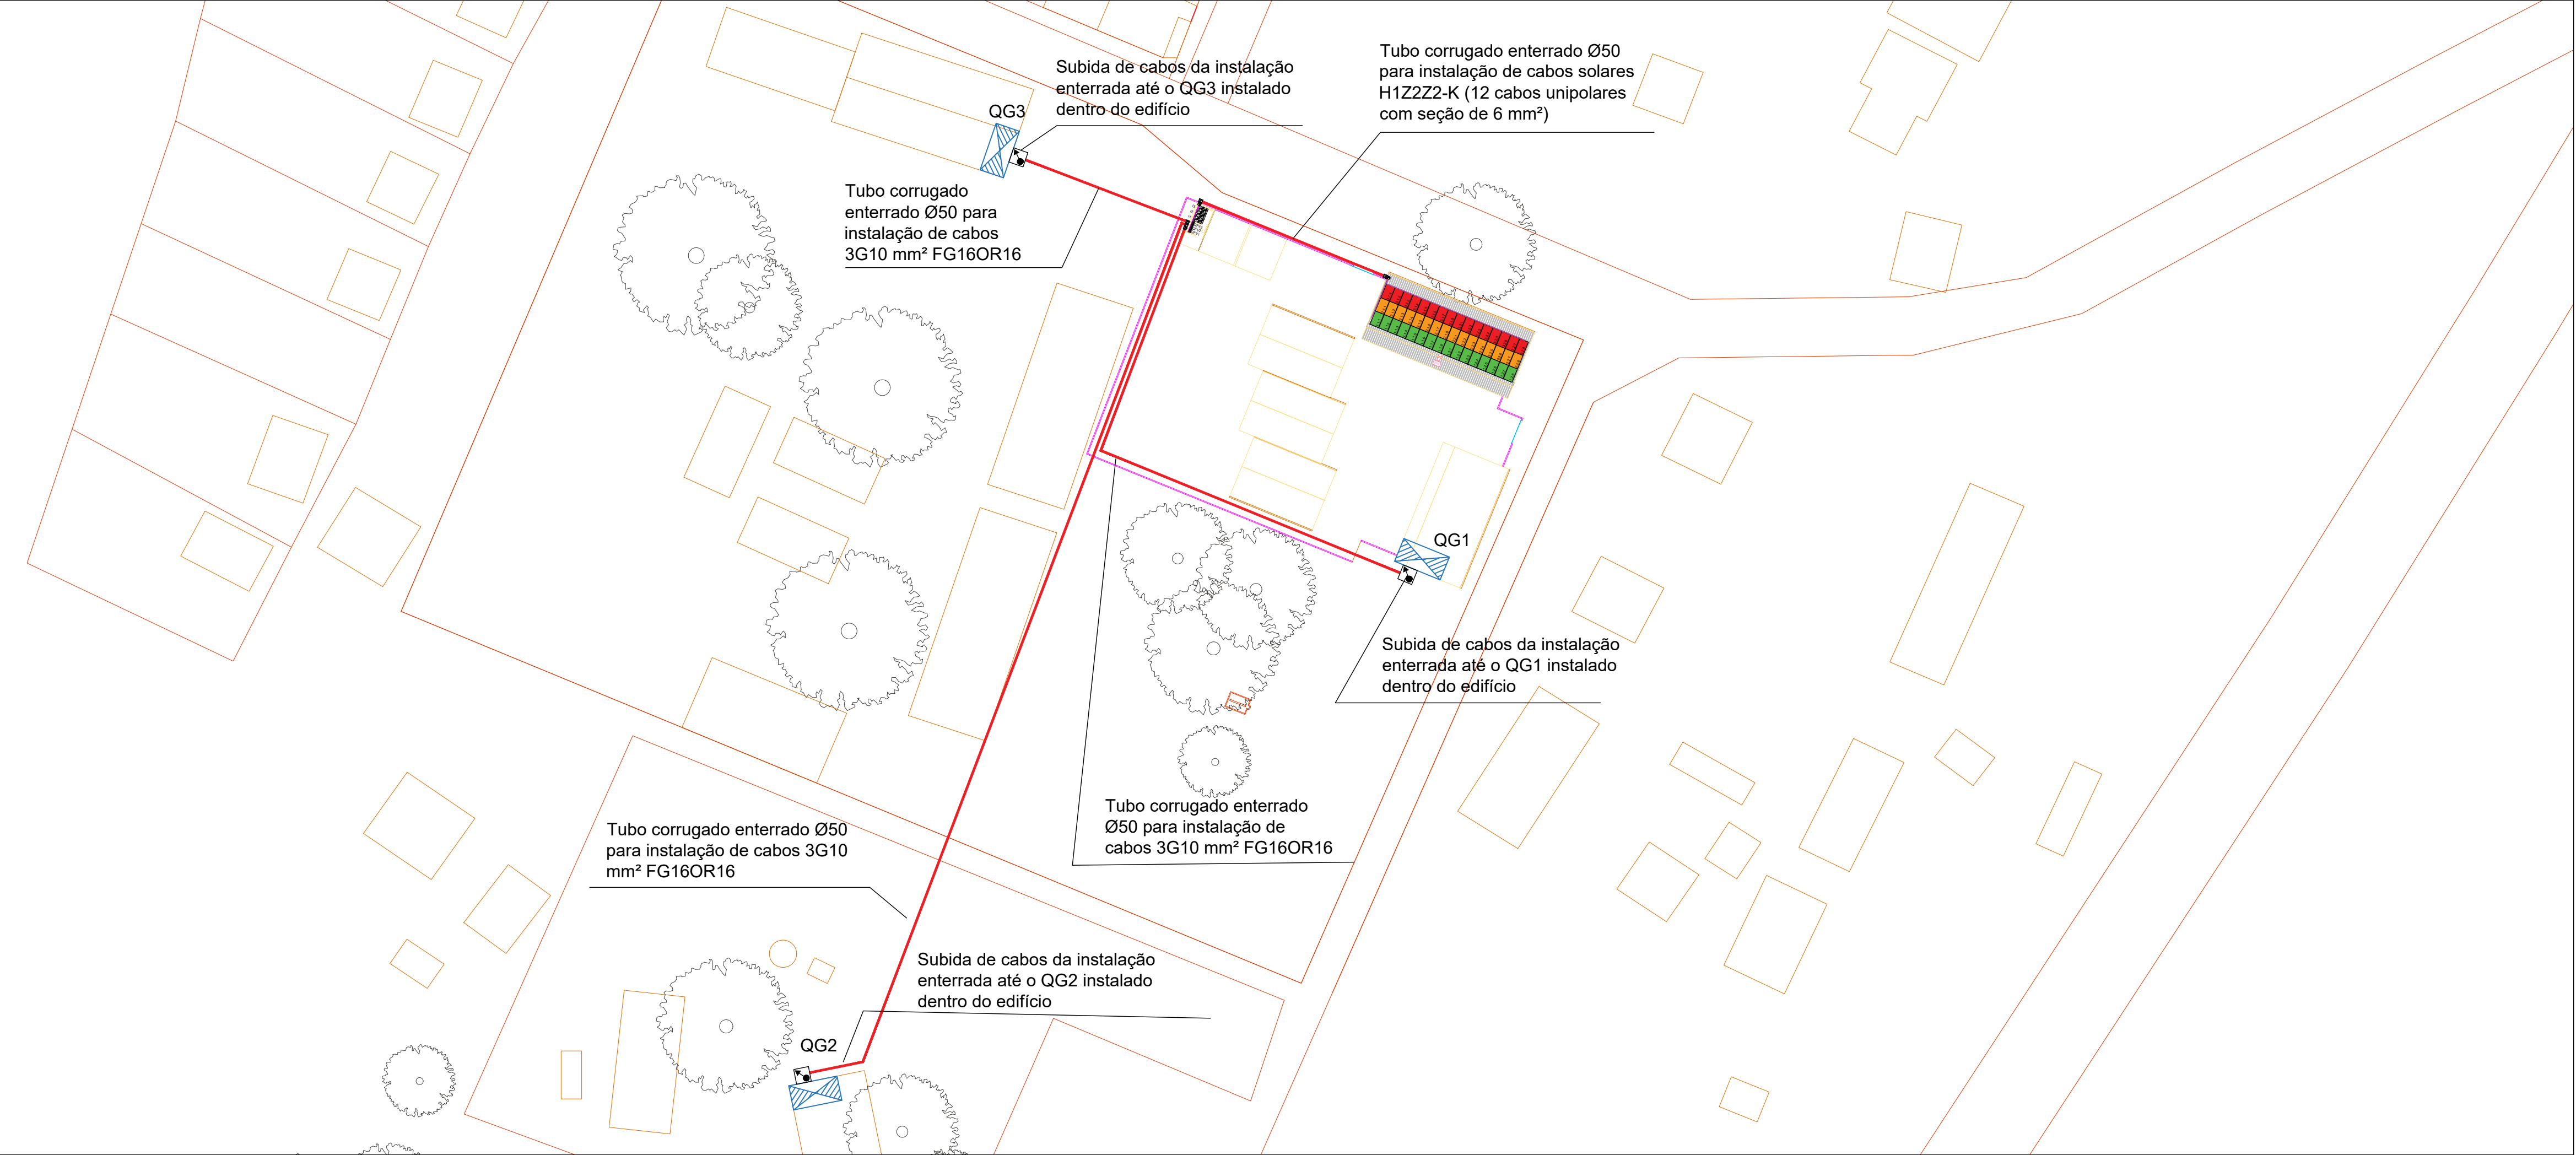 Subida de cabos da instalação
enterrada até o QG3 instalado
dentro do edifício
Tubo corrugado enterrado Ø50
para instalação de cabos solares
H1Z2Z2-K (12 cabos unipolares
com seção de 6 mm²)
QG3
Tubo corrugado
enterrado Ø50 para
instalação de cabos
3G10 mm² FG16OR16
QG1
Subida de cabos da instalação
enterrada até o QG1 instalado
dentro do edifício
Tubo corrugado enterrado
Ø50 para instalação de
cabos 3G10 mm² FG16OR16
Tubo corrugado enterrado Ø50
para instalação de cabos 3G10
mm² FG16OR16
Subida de cabos da instalação
enterrada até o QG2 instalado
dentro do edifício
QG2